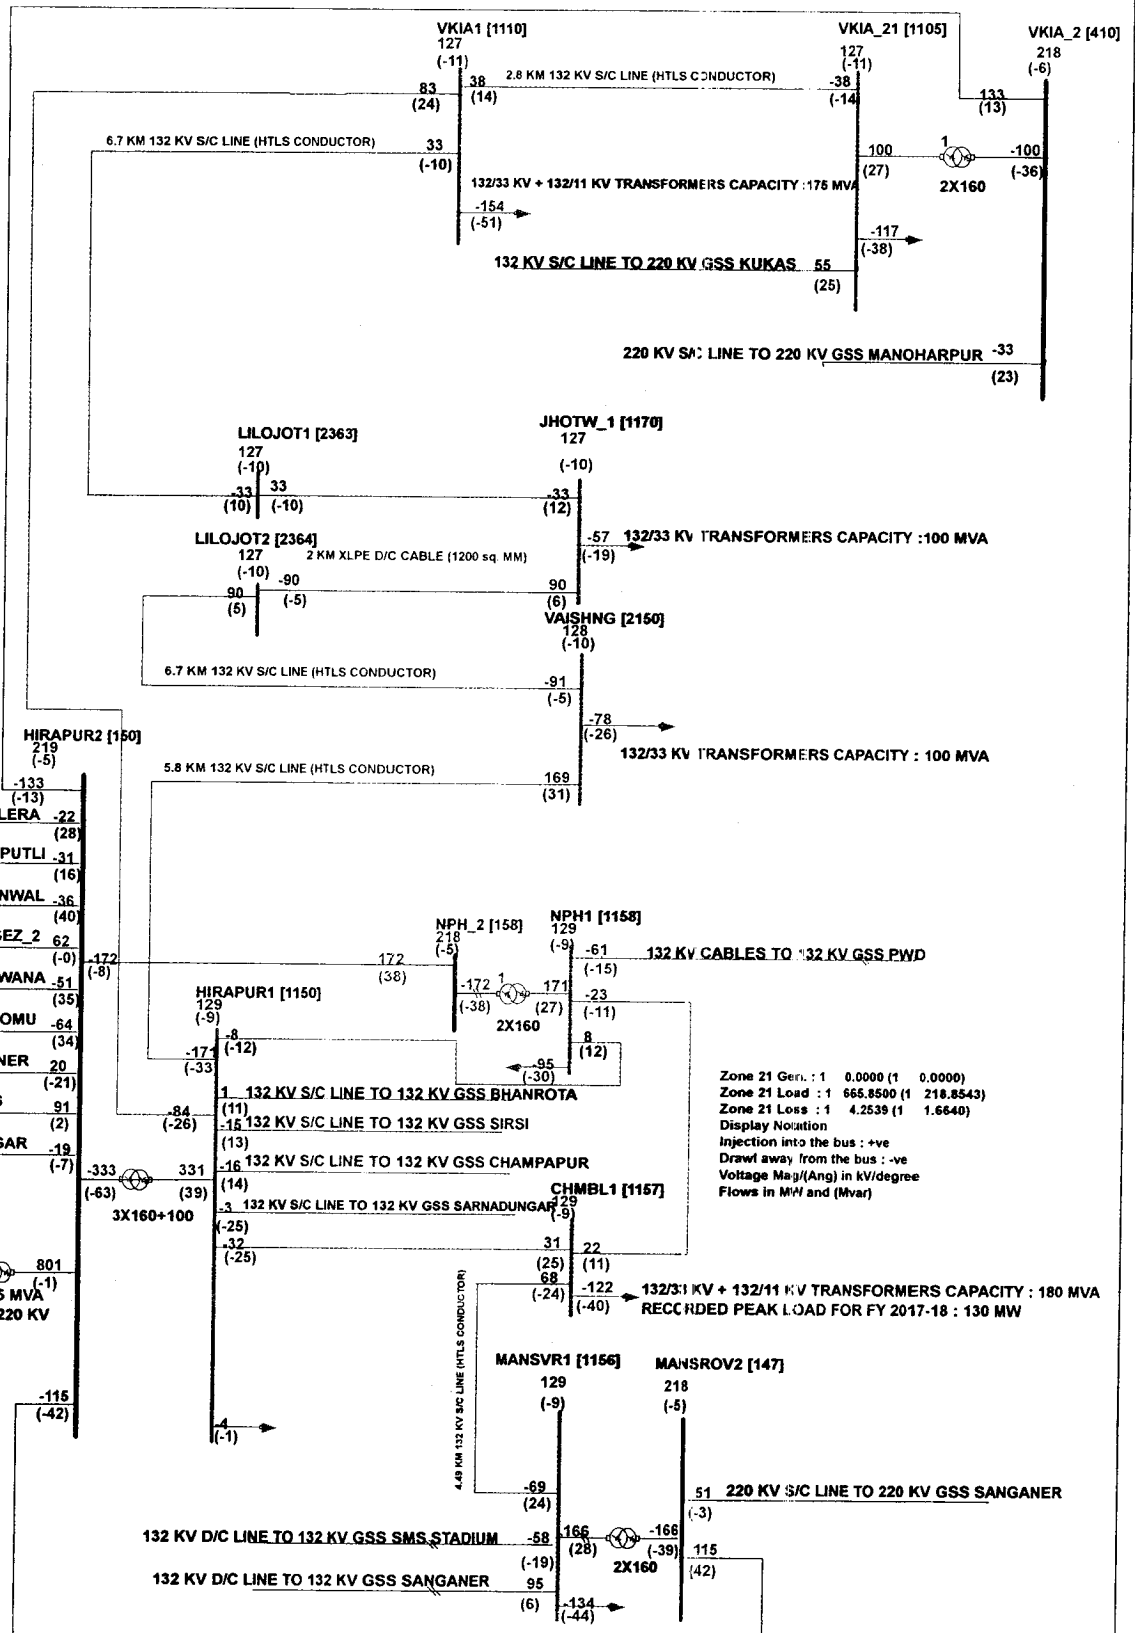 VKIA1 [1110]
127
(-11)
VKIA_21 [1105]
127
(-11)
VKIA_2 [410]
218
(-6)
83
(24)
38
(14)
2.8 KM 132 KV S/C LINE (HTLS CONDUCTOR)
-38
(-14
133
(13)
6.7 KM 132 KV S/C LINE (HTLS CONDUCTOR)
33
(-10)
100
(27)
1
2X160
-100
(-36)
132/33 KV + 132/11 KV TRANSFORMERS CAPACITY :175 MVA
-154
(-51)
-117
(-38)
132 KV S/C LINE TO 220 KV GSS KUKAS
55
(25)
220 KV S/C LINE TO 220 KV GSS MANOHARPUR
-33
(23)
LILOJOT1 [2363]
127
(-10)
-33
(10)
33
(-10)
JHOTW_1 [1170]
127
(-10)
-33
(12)
-57
(-19)
132/33 KV TRANSFORMERS CAPACITY :100 MVA
LILOJOT2 [2364]
127
(-10)
2 KM XLPE D/C CABLE (1200 sq. MM)
90
(5)
-90
(-5)
90
(6)
VAISHNG [2150]
128
(-10)
6.7 KM 132 KV S/C LINE (HTLS CONDUCTOR)
-91
(-5)
-78
(-26)
132/33 KV TRANSFORMERS CAPACITY : 100 MVA
5.8 KM 132 KV S/C LINE (HTLS CONDUCTOR)
169
(31)
HIRAPUR2 [150]
219
(-5)
-133
(-13)
LERA -22
(28)
PUTLI -31
(16)
NWAL -36
(40)
SEZ_2 62
(-0)
-172
(-8)
WANA -51
(35)
OMU -64
(34)
NER 20
(-21)
S 91
(2)
GAR -19
(-7)
-333
(-63)
331
(39)
3X160+100
801
(-1)
5 MVA
220 KV
-115
(-42)
NPH_2 [158]
218
(-5)
172
(38)
-172
(-38)
1
2X160
171
(27)
NPH1 [1158]
129
(-9)
-61
(-15)
132 KV CABLES TO 132 KV GSS PWD
-23
(-11)
8
(12)
-95
(-30)
HIRAPUR1 [1150]
129
(-9)
-8
(-12)
-171
(-33)
-84
(-26)
1 132 KV S/C LINE TO 132 KV GSS BHANROTA
(11)
-15 132 KV S/C LINE TO 132 KV GSS SIRSI
(13)
-16 132 KV S/C LINE TO 132 KV GSS CHAMPAPUR
(14)
-3 132 KV S/C LINE TO 132 KV GSS SARNADUNGAR
(-25)
-32
(-25)
-4
(-1)
Zone 21 Gen. : 1 0.0000 (1 0.0000)
Zone 21 Load : 1 665.8500 (1 218.8543)
Zone 21 Loss : 1 4.2539 (1 1.6640)
Display Notation
Injection into the bus : +ve
Drawl away from the bus : -ve
Voltage Mag/(Ang) in kV/degree
Flows in MW and (Mvar)
CHMBL1 [1157]
129
(-9)
31
(25)
22
(11)
68
(-24)
-122
(-40)
132/33 KV + 132/11 KV TRANSFORMERS CAPACITY : 180 MVA
RECORDED PEAK LOAD FOR FY 2017-18 : 130 MW
4.49 KM 132 KV S/C LINE (HTLS CONDUCTOR)
MANSVR1 [1156]
129
(-9)
MANSROV2 [147]
218
(-5)
-69
(24)
51
(-3)
220 KV S/C LINE TO 220 KV GSS SANGANER
132 KV D/C LINE TO 132 KV GSS SMS STADIUM
-58
(-19)
166
(28)
2X160
-166
(-39)
115
(42)
132 KV D/C LINE TO 132 KV GSS SANGANER
95
(6)
-134
(-44)